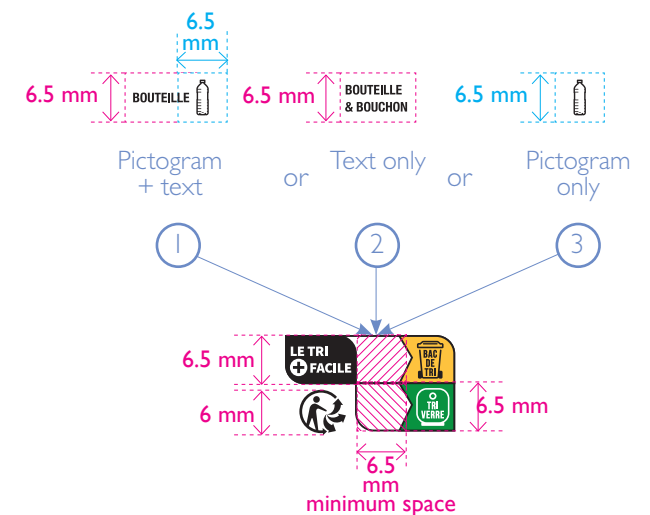 6.5
mm
6.5 mm
BOUTEILLE
6.5 mm
BOUTEILLE
& BOUCHON
6.5 mm
Pictogram
+ text
or
Text only
or
Pictogram
only
1
2
3
6.5 mm
LE TRI
+ FACILE
BAC
DE
TRI
6 mm
TRI
VERRE
6.5 mm
6.5
mm
minimum space